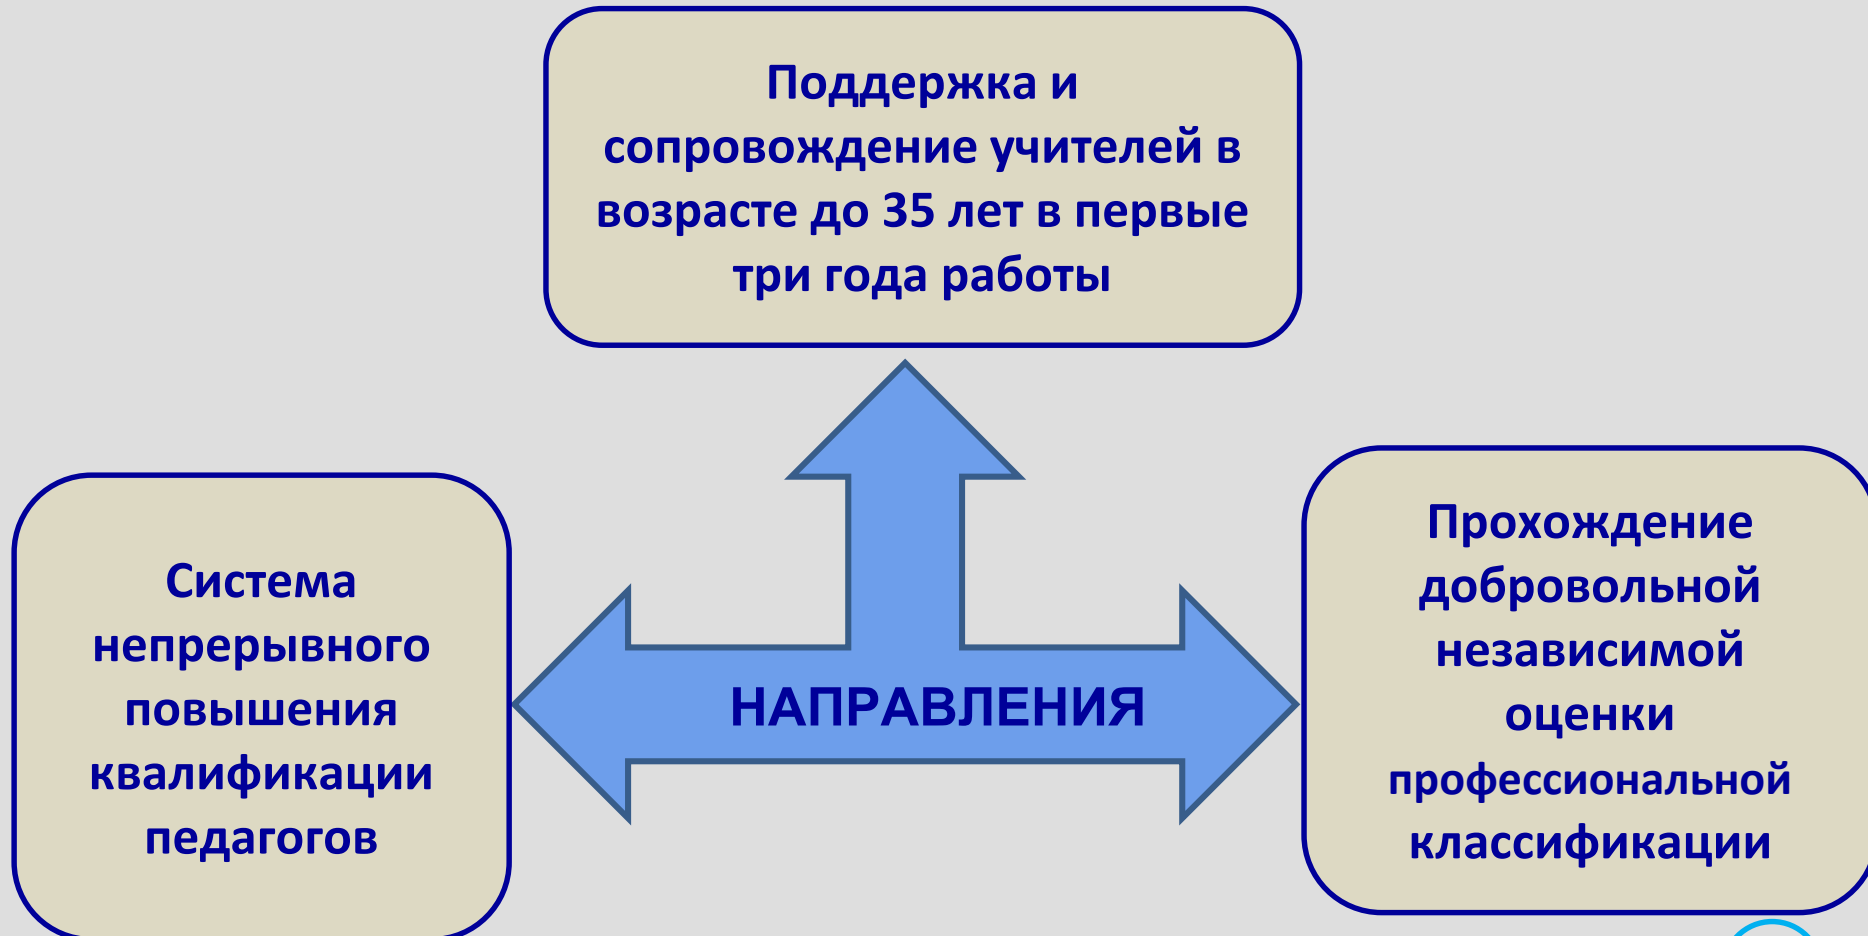 Поддержка и
сопровождение учителей в
возрасте до 35 лет в первые
три года работы
Система
непрерывного
повышения
квалификации
педагогов
НАПРАВЛЕНИЯ
Прохождение
добровольной
независимой
оценки
профессиональной
классификации